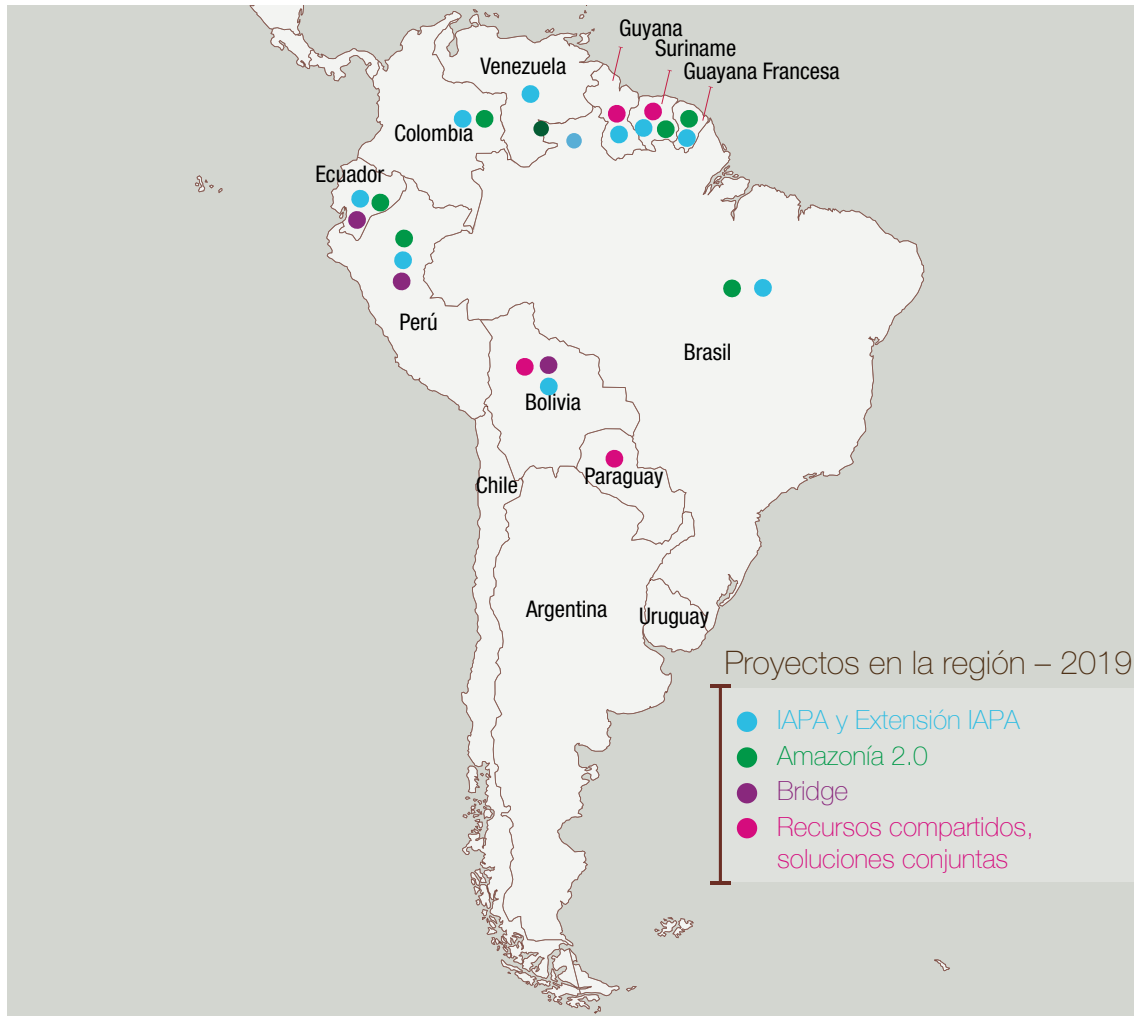 Guyana
Suriname
Guayana Francesa
Venezuela
Colombia
Ecuador
Perú
Brasil
Bolivia
Paraguay
Chile
Argentina
Uruguay
Proyectos en la región – 2019
IAPA y Extensión IAPA
Amazonía 2.0
Bridge
Recursos compartidos,
soluciones conjuntas